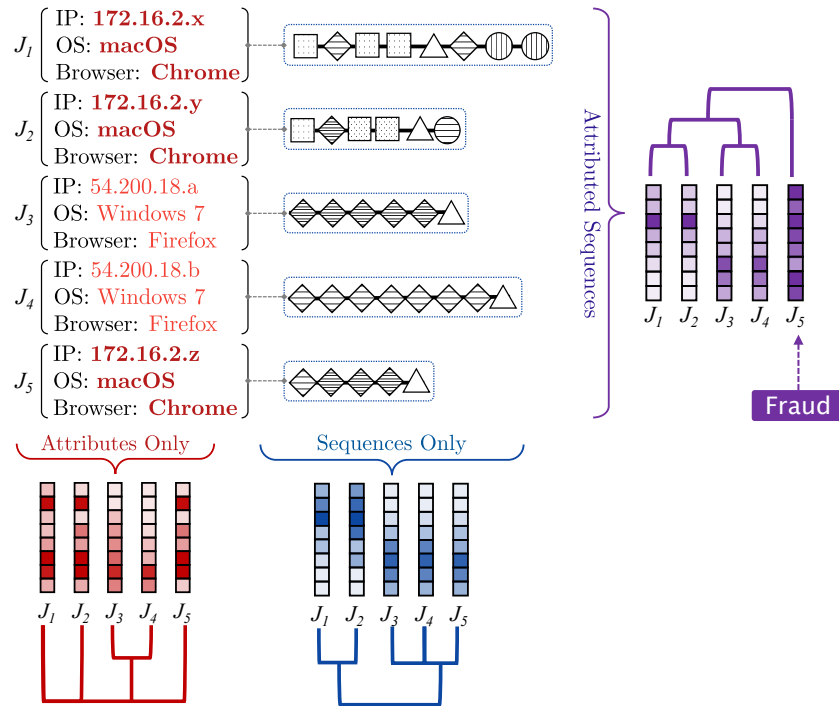 J1
IP: 172.16.2.x
OS: macOS
Browser: Chrome
J2
IP: 172.16.2.y
OS: macOS
Browser: Chrome
J3
IP: 54.200.18.a
OS: Windows 7
Browser: Firefox
J4
IP: 54.200.18.b
OS: Windows 7
Browser: Firefox
J5
IP: 172.16.2.z
OS: macOS
Browser: Chrome
Attributed Sequences
J1 J2 J3 J4 J5
Fraud
Attributes Only
Sequences Only
J1 J2 J3 J4 J5
J1 J2 J3 J4 J5